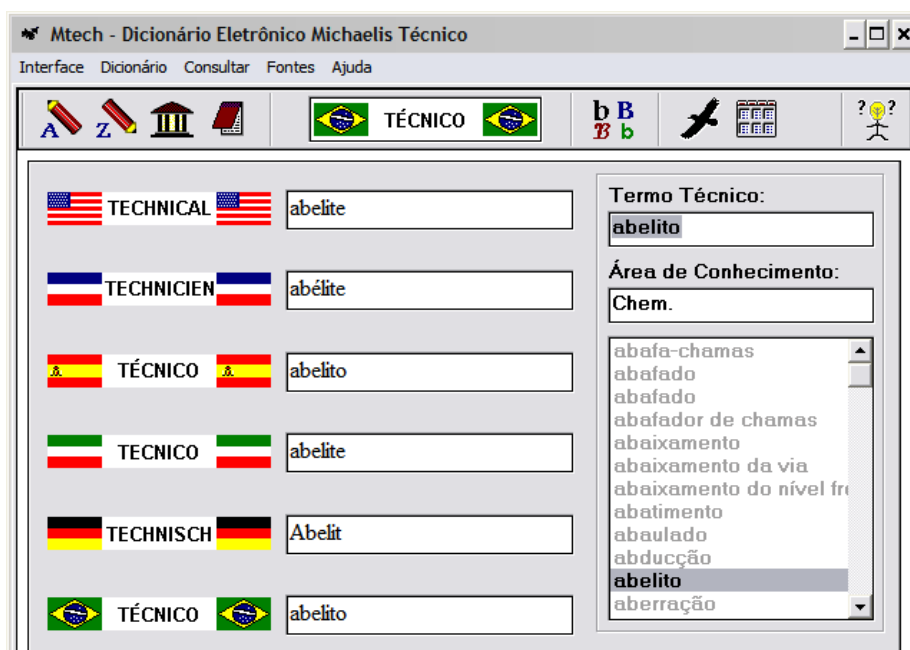 Mtech - Dicionário Eletrônico Michaelis Técnico
Interface Dicionário Consultar Fontes Ajuda
A Z TÉCNICO b B B b ? ?
TECHNICAL abelite
TECHNICIEN abélite
TÉCNICO abelito
TECNICO abelite
TECHNISCH Abelit
TÉCNICO abelito
Termo Técnico:
abelito
Área de Conhecimento:
Chem.
abafa-chamas
abafado
abafado
abafador de chamas
abaixamento
abaixamento da via
abaixamento do nível
abatimento
abaulado
abducção
abelito
aberração